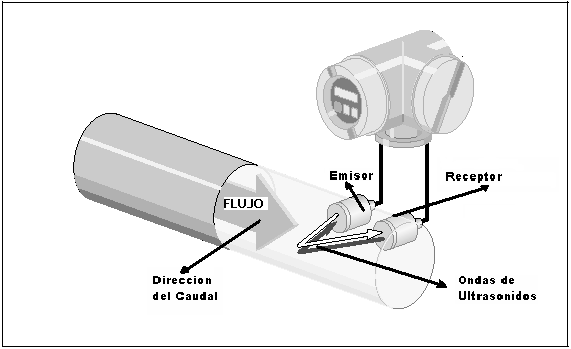 Emisor
Receptor
FLUJO
Direccion
del Caudal
Ondas de
Ultrasonidos